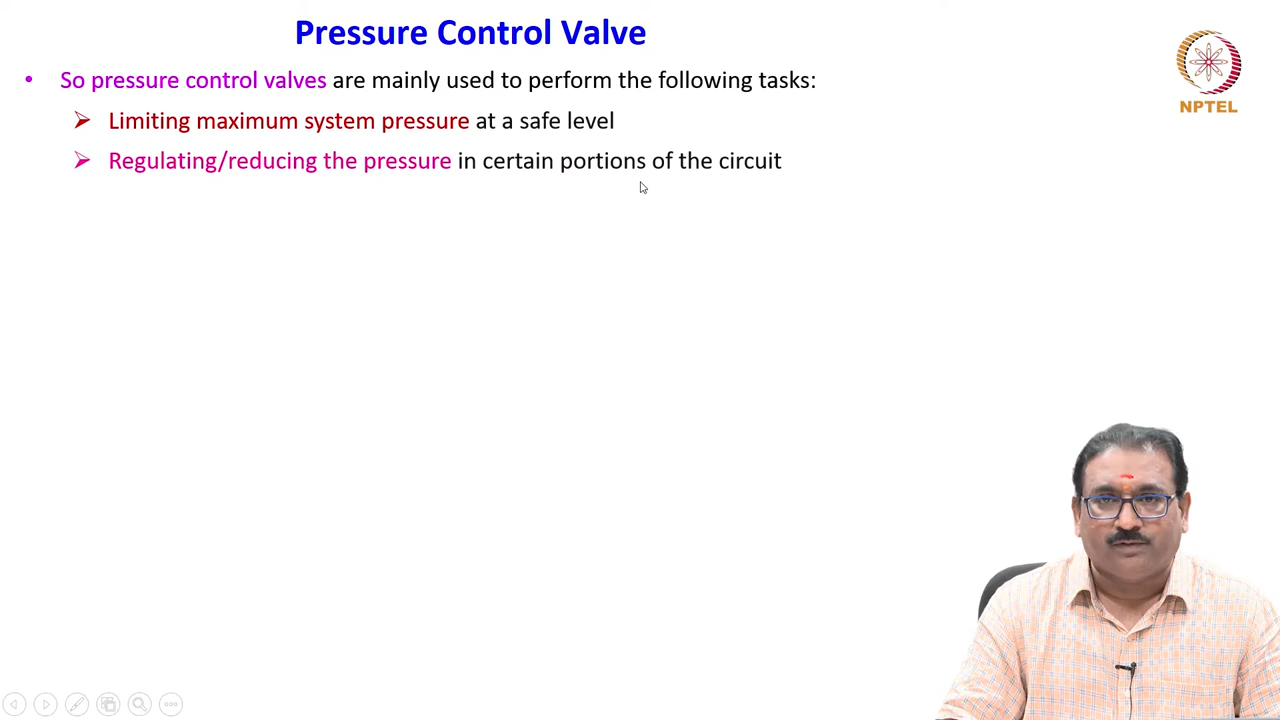 Pressure Control Valve
• So pressure control valves are mainly used to perform the following tasks:
➢ Limiting maximum system pressure at a safe level
➢ Regulating/reducing the pressure in certain portions of the circuit
NPTEL